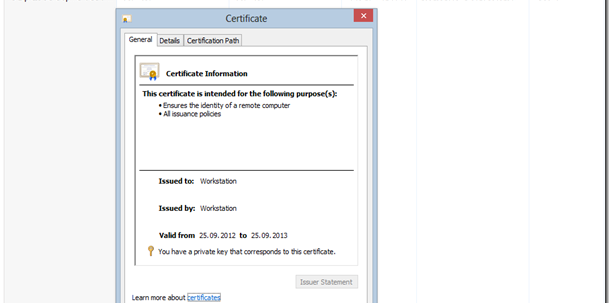 Certificate
General Details Certification Path
Certificate Information
This certificate is intended for the following purpose(s):
• Ensures the identity of a remote computer
• All issuance policies
Issued to: Workstation
Issued by: Workstation
Valid from 25.09.2012 to 25.09.2013
You have a private key that corresponds to this certificate.
Issuer Statement
Learn more about certificates